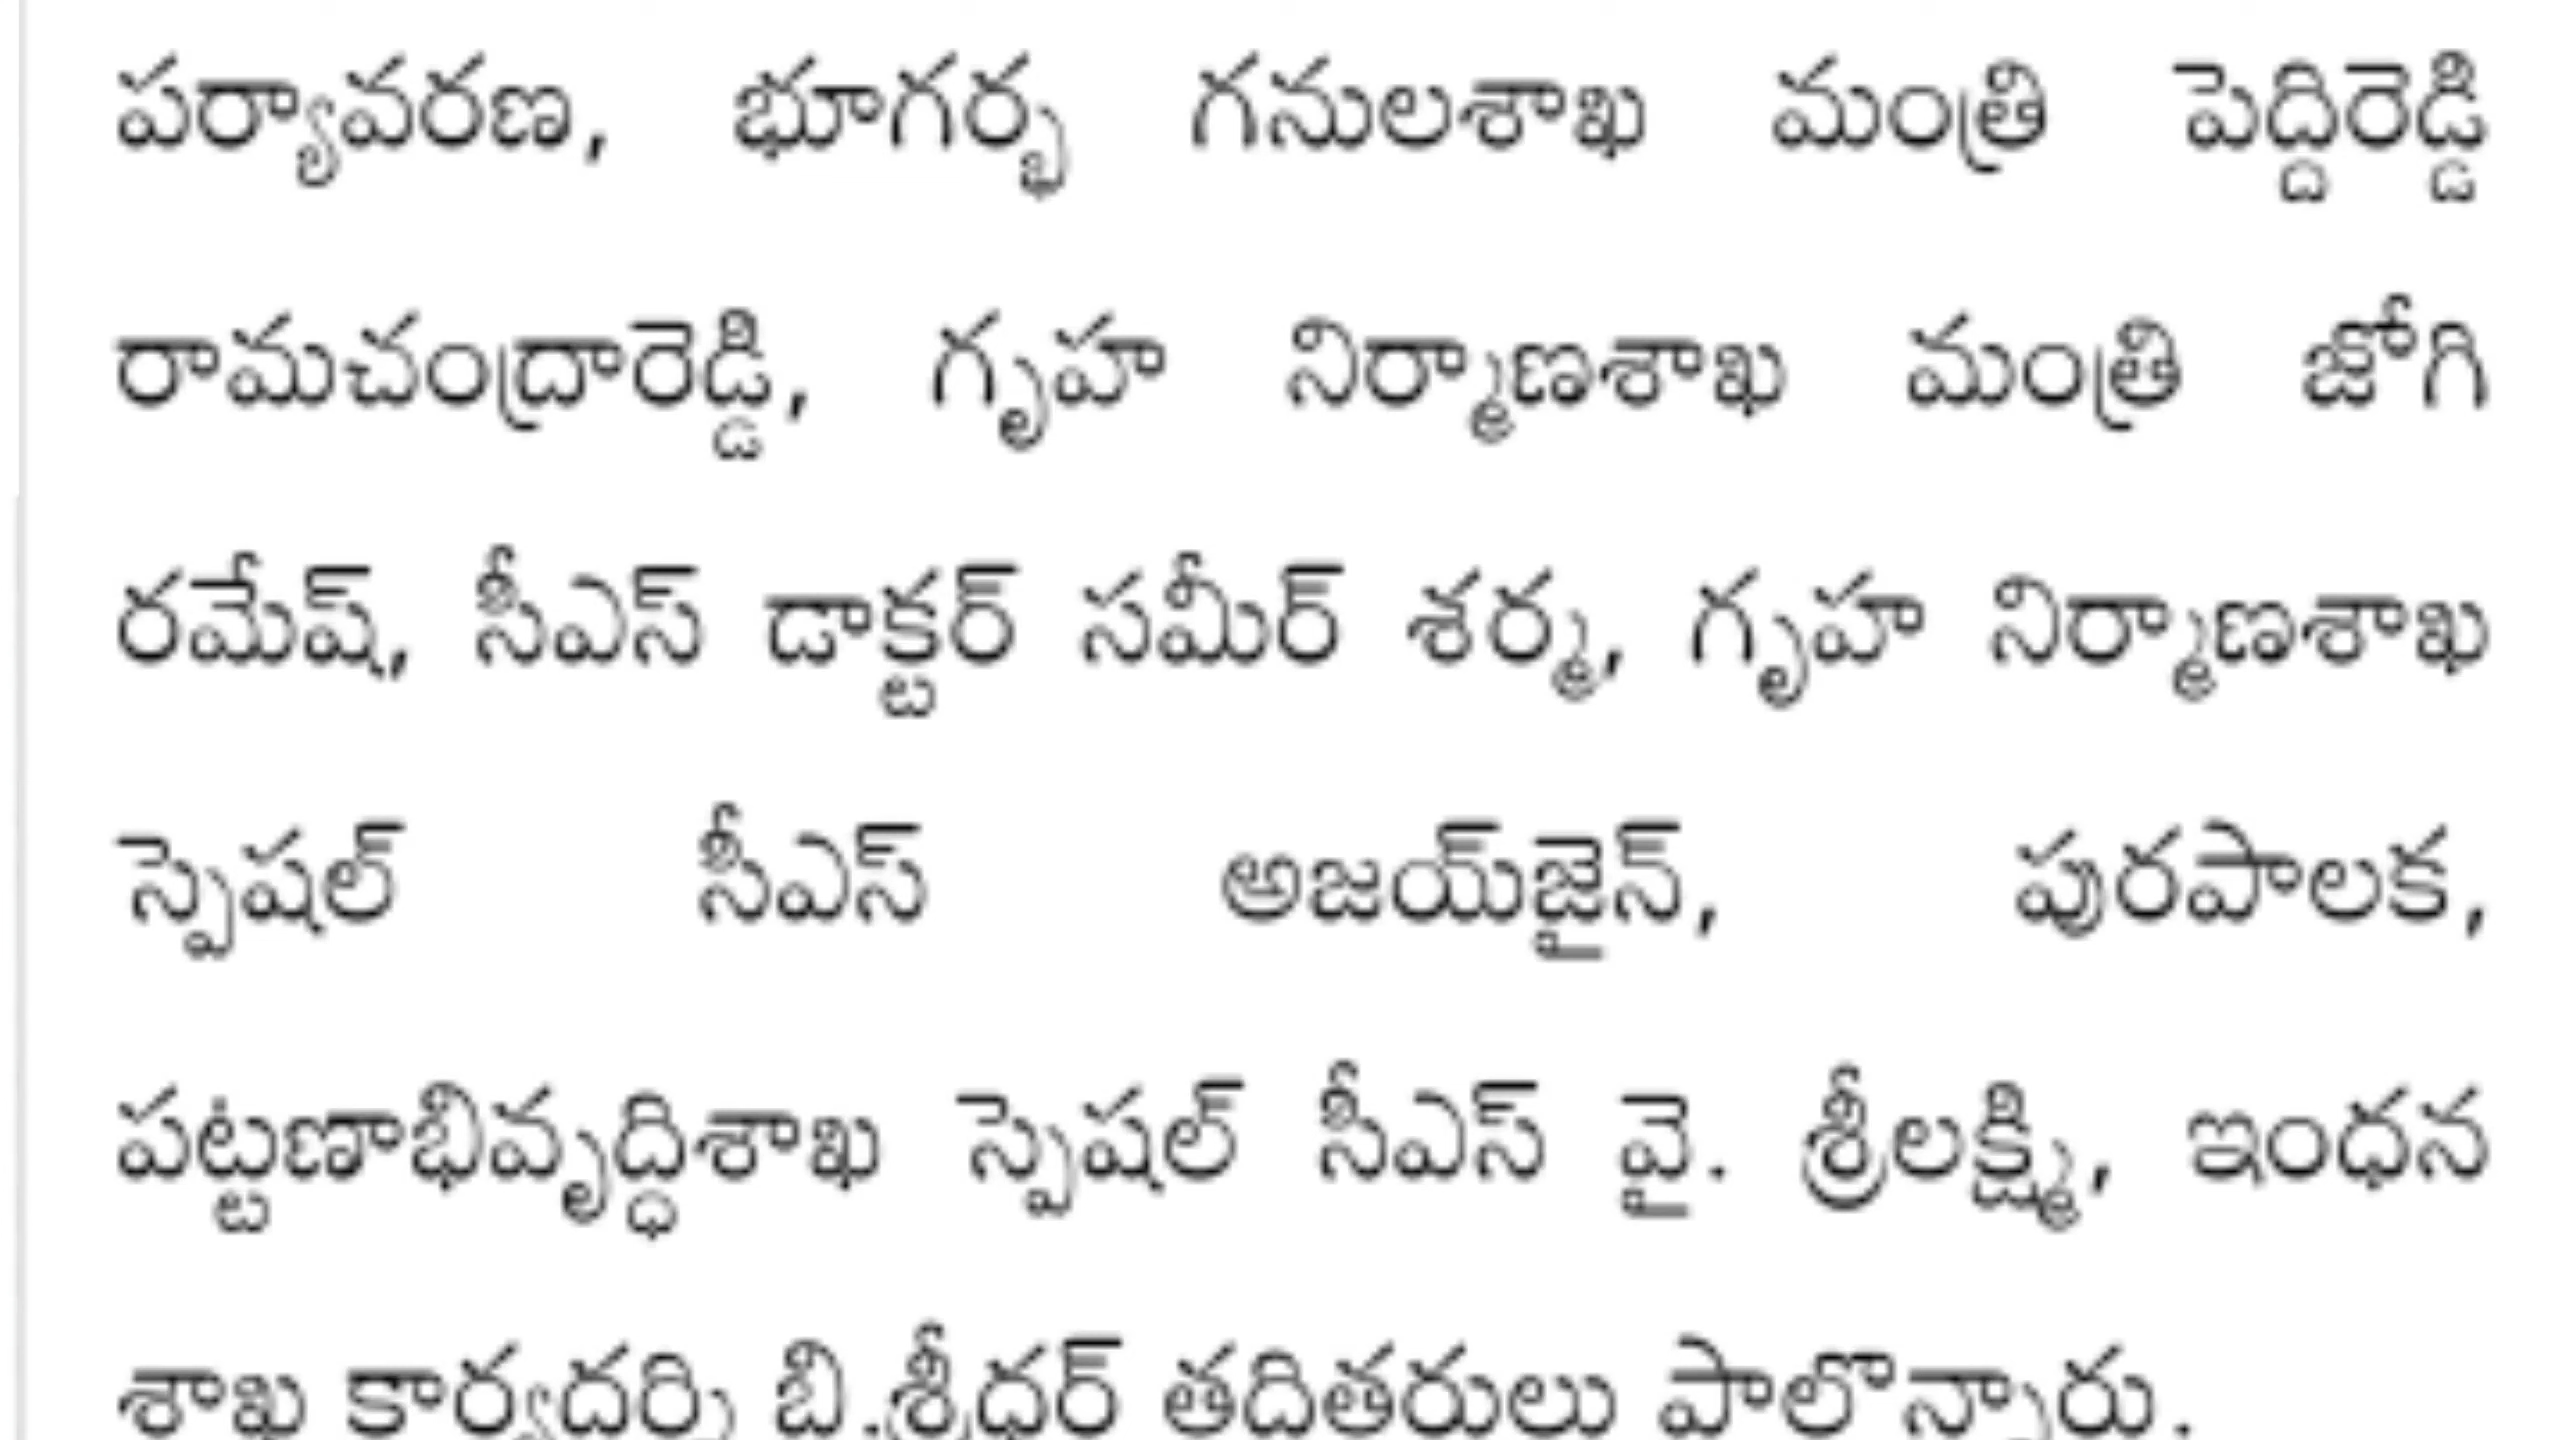 పర్యావరణ, భూగర్భ గనులశాఖ మంత్రి పెద్దిరెడ్డి
రామచంద్రారెడ్డి, గృహ నిర్మాణశాఖ మంత్రి జోగి
రమేష్, సీఎస్ డాక్టర్ సమీర్ శర్మ, గృహ నిర్మాణశాఖ
స్పెషల్ సీఎస్ అజయ్‌జైన్, పురపాలక,
పట్టణాభివృద్ధిశాఖ స్పెషల్ సీఎస్ వై. శ్రీలక్ష్మి, ఇంధన
శాఖ కార్యదర్శి బి.శ్రీధర్ తదితరులు పాల్గొన్నారు.